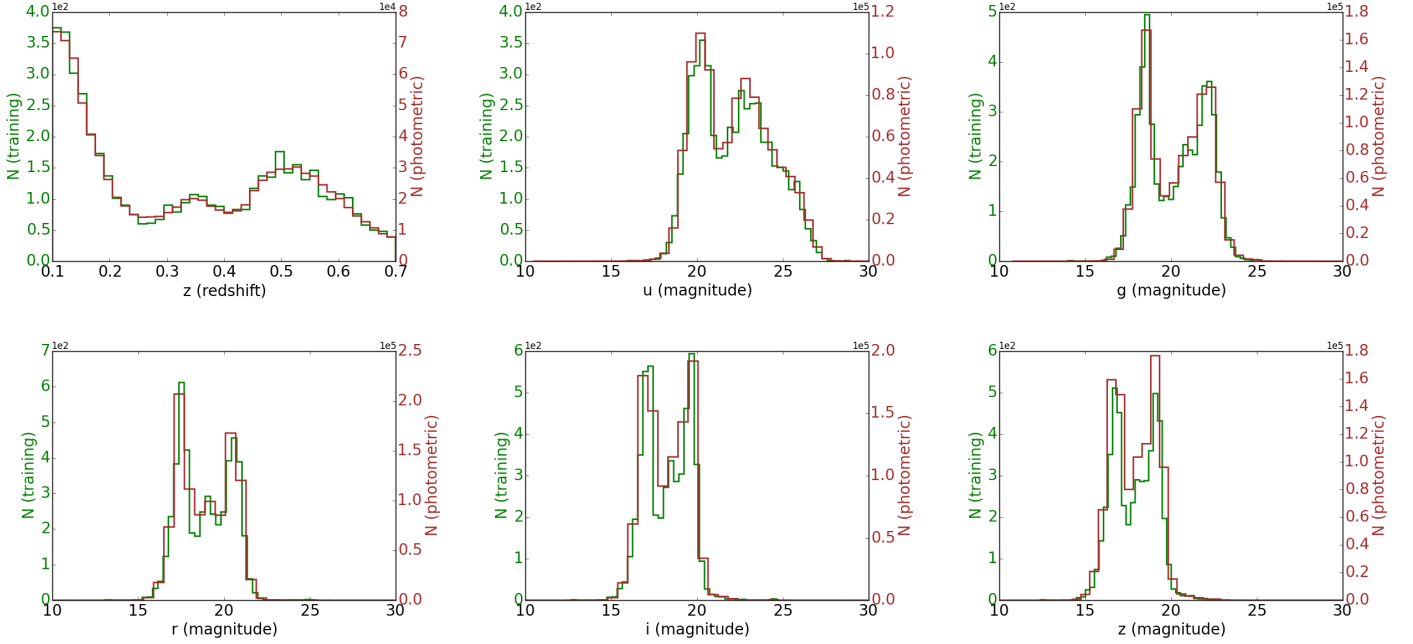 1e2 1e4
4.0 3.5 3.0 2.5 2.0 1.5 1.0 0.5 0.0
N (training)
8 7 6 5 4 3 2 1 0
N (photometric)
0.1 0.2 0.3 0.4 0.5 0.6 0.7
z (redshift)
1e2 1e5
4.0 3.5 3.0 2.5 2.0 1.5 1.0 0.5 0.0
N (training)
1.2 1.0 0.8 0.6 0.4 0.2 0.0
N (photometric)
10 15 20 25 30
u (magnitude)
1e2 1e5
5 4 3 2 1 0
N (training)
1.8 1.6 1.4 1.2 1.0 0.8 0.6 0.4 0.2 0.0
N (photometric)
10 15 20 25 30
g (magnitude)
1e2 1e5
7 6 5 4 3 2 1 0
N (training)
2.5 2.0 1.5 1.0 0.5 0.0
N (photometric)
10 15 20 25 30
r (magnitude)
1e2 1e5
6 5 4 3 2 1 0
N (training)
2.0 1.5 1.0 0.5 0.0
N (photometric)
10 15 20 25 30
i (magnitude)
1e2 1e5
6 5 4 3 2 1 0
N (training)
1.8 1.6 1.4 1.2 1.0 0.8 0.6 0.4 0.2 0.0
N (photometric)
10 15 20 25 30
z (magnitude)